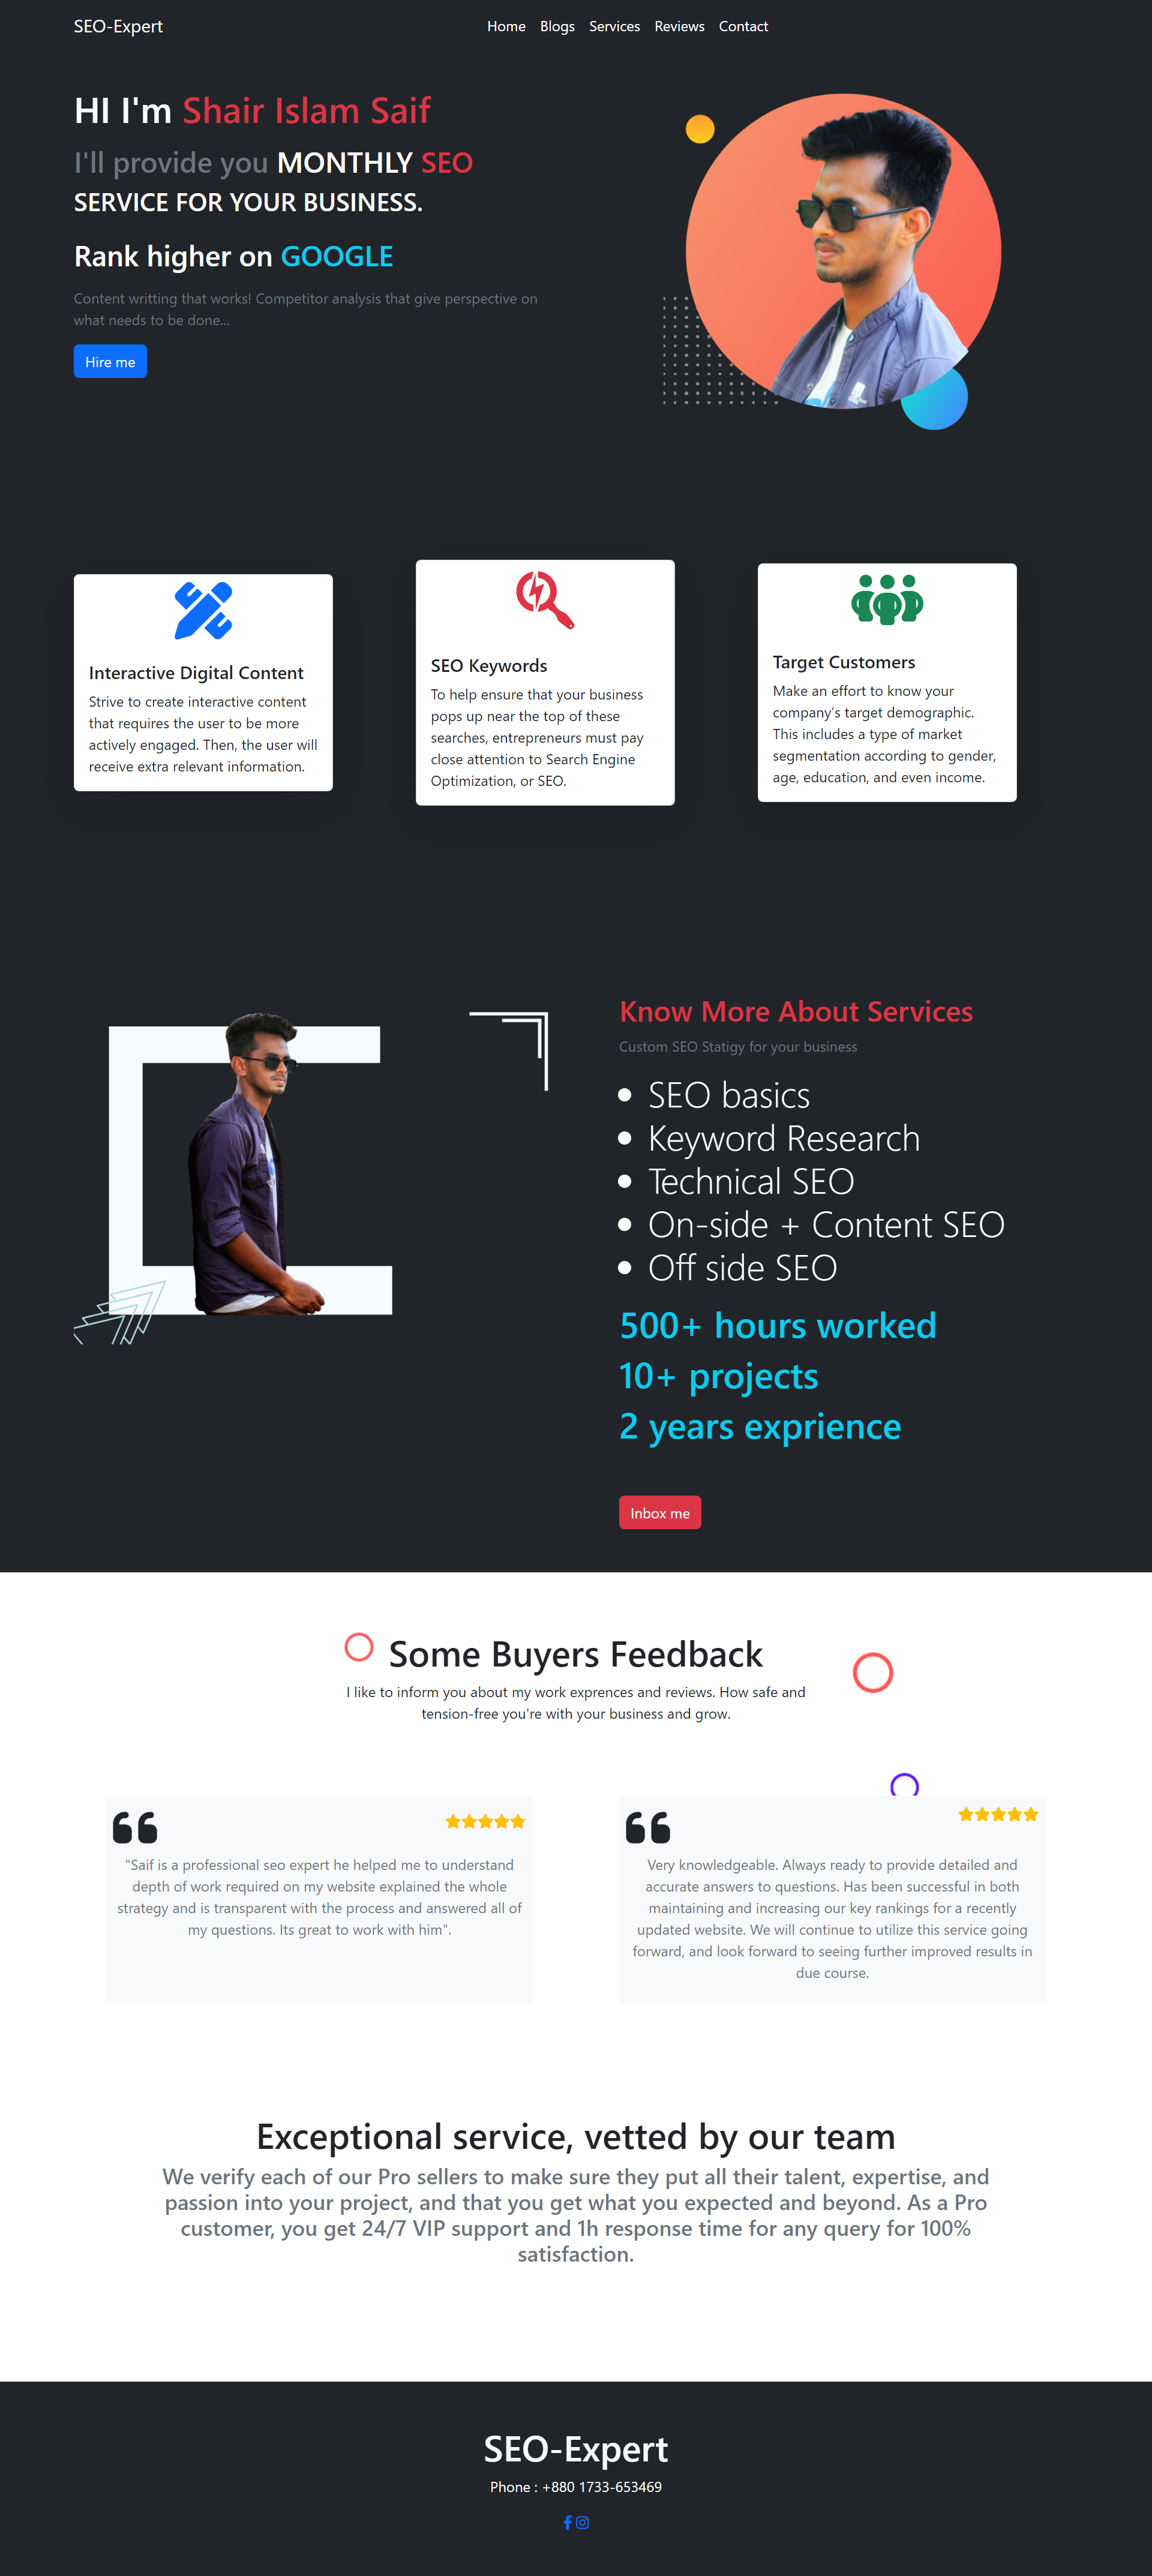 SEO-Expert
Home Blogs Services Reviews Contact
HI I'm Shair Islam Saif
I'll provide you MONTHLY SEO
SERVICE FOR YOUR BUSINESS.
Rank higher on GOOGLE
Content writting that works! Competitor analysis that give perspective on
what needs to be done...
Hire me
Interactive Digital Content
Strive to create interactive content
that requires the user to be more
actively engaged. Then, the user will
receive extra relevant information.
SEO Keywords
To help ensure that your business
pops up near the top of these
searches, entrepreneurs must pay
close attention to Search Engine
Optimization, or SEO.
Target Customers
Make an effort to know your
company’s target demographic.
This includes a type of market
segmentation according to gender,
age, education, and even income.
Know More About Services
Custom SEO Statigy for your business
• SEO basics
• Keyword Research
• Technical SEO
• On-side + Content SEO
• Off side SEO
500+ hours worked
10+ projects
2 years exprience
Inbox me
Some Buyers Feedback
I like to inform you about my work exprences and reviews. How safe and
tension-free you're with your business and grow.
"Saif is a professional seo expert he helped me to understand
depth of work required on my website explained the whole
strategy and is transparent with the process and answered all of
my questions. Its great to work with him".
Very knowledgeable. Always ready to provide detailed and
accurate answers to questions. Has been successful in both
maintaining and increasing our key rankings for a recently
updated website. We will continue to utilize this service going
forward, and look forward to seeing further improved results in
due course.
Exceptional service, vetted by our team
We verify each of our Pro sellers to make sure they put all their talent, expertise, and
passion into your project, and that you get what you expected and beyond. As a Pro
customer, you get 24/7 VIP support and 1h response time for any query for 100%
satisfaction.
SEO-Expert
Phone : +880 1733-653469